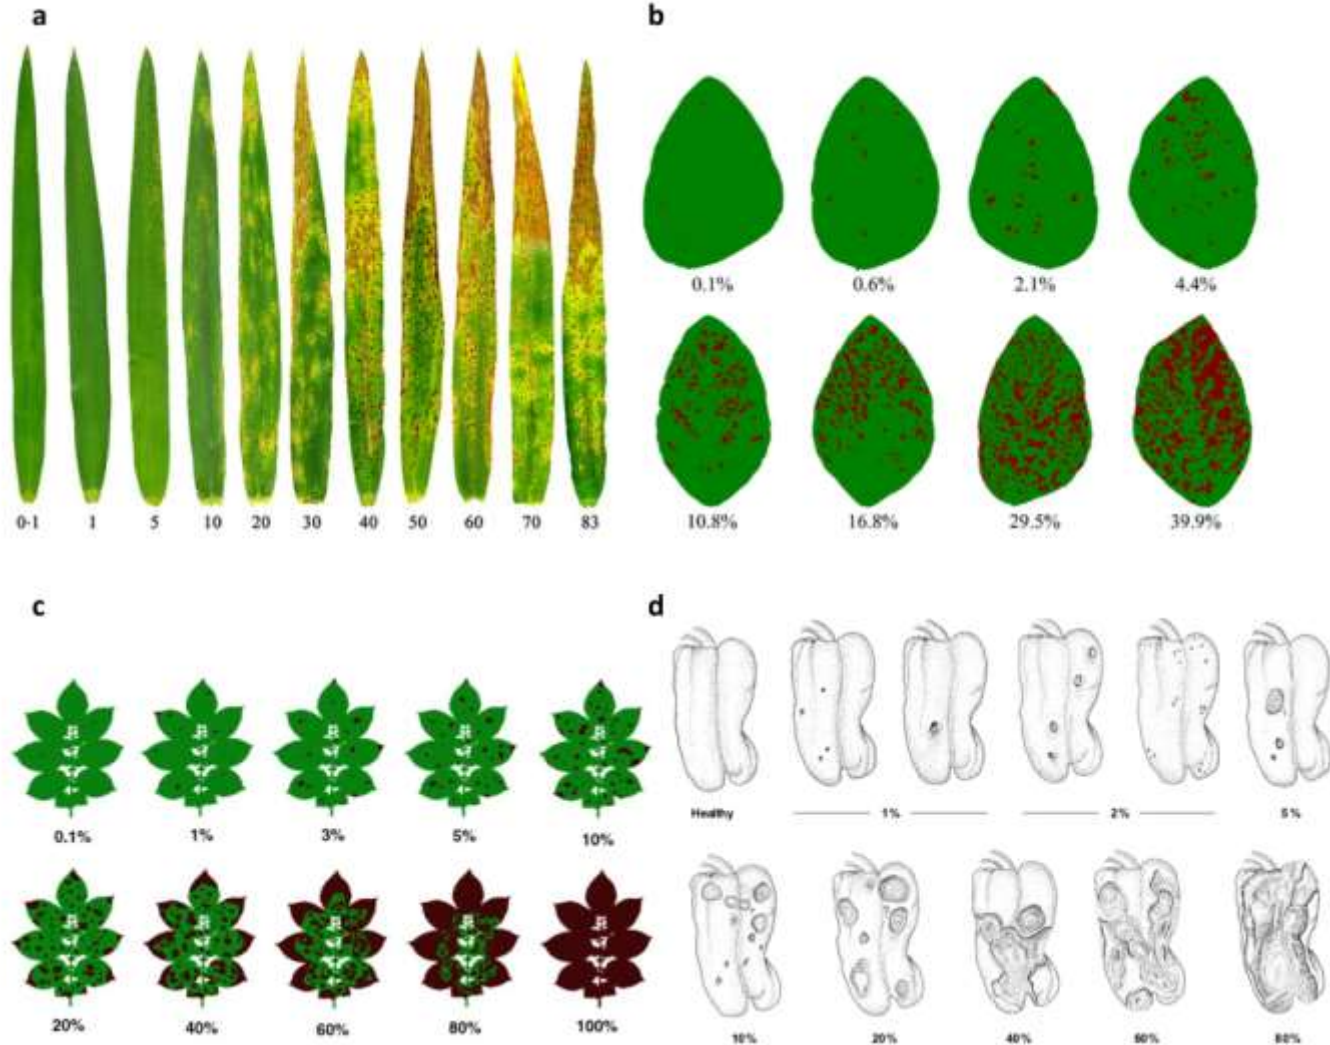 a
0·1 1 5 10 20 30 40 50 60 70 83
b
0.1% 0.6% 2.1% 4.4%
10.8% 16.8% 29.5% 39.9%
c
0.1% 1% 3% 5% 10%
20% 40% 60% 80% 100%
d
Healthy 1% 2% 5%
10% 20% 40% 60% 80%